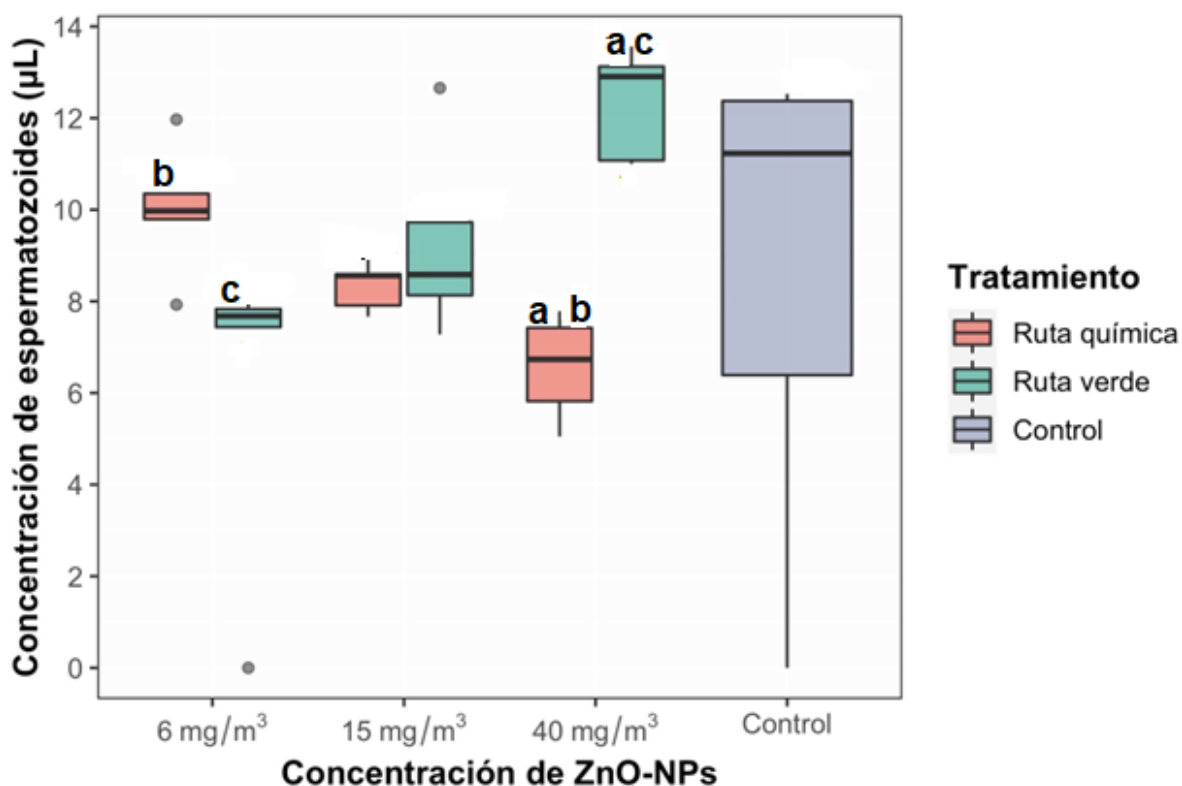 Concentración de espermatozoides (µL)
14
12
10
8
6
4
2
0
b
c
a b
a c
6 mg/m³
15 mg/m³
40 mg/m³
Control
Concentración de ZnO-NPs
Tratamiento
Ruta química
Ruta verde
Control